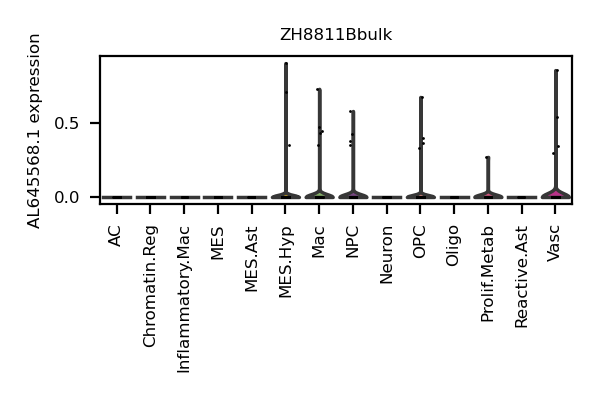 ZH8811Bbulk
AL645568.1 expression
0.5
0.0
AC
Chromatin.Reg
Inflammatory.Mac
MES
MES.Ast
MES.Hyp
Mac
NPC
Neuron
OPC
Oligo
Prolif.Metab
Reactive.Ast
Vasc